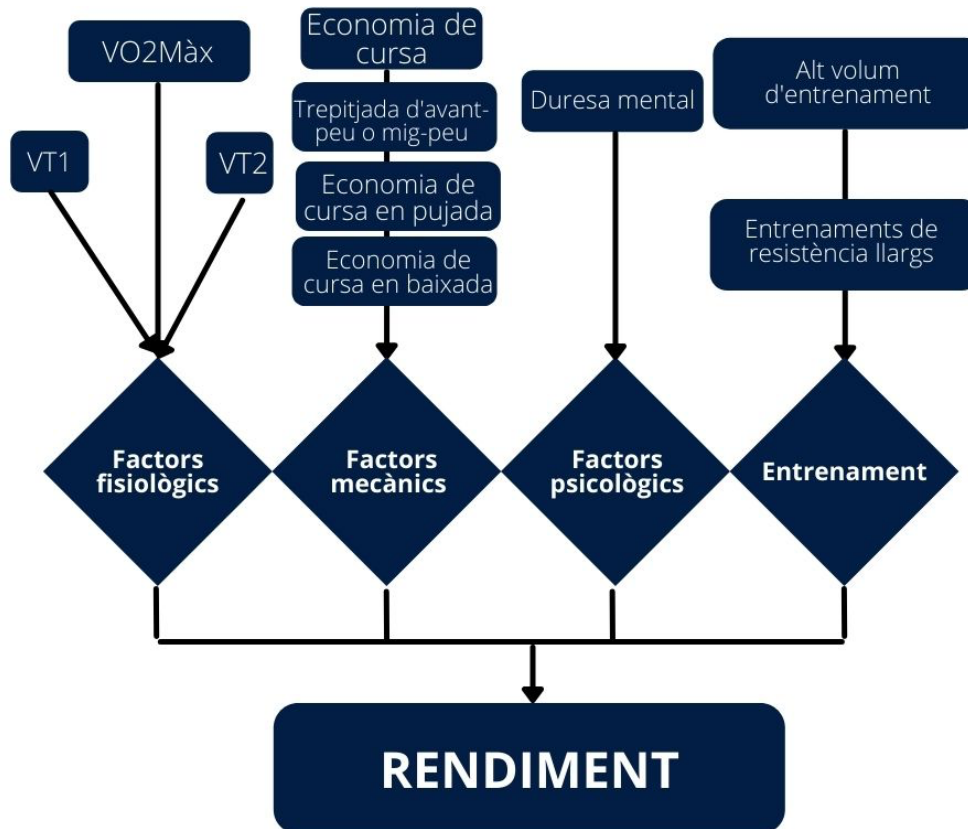 VO2Màx
VT1
VT2
Economia de
cursa
Trepitjada d'avant-
peu o mig-peu
Economia de
cursa en pujada
Economia de
cursa en baixada
Duresa mental
Alt volum
d'entrenament
Entrenaments de
resistència llargs
Factors
fisiològics
Factors
mecànics
Factors
psicològics
Entrenament
RENDIMENT